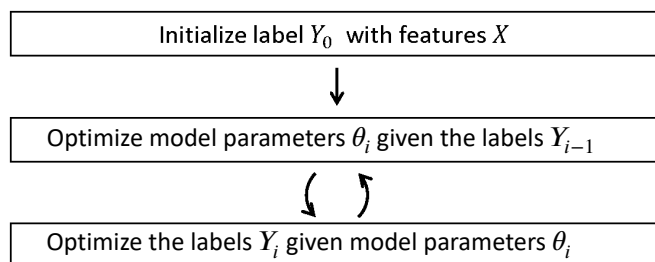 Initialize label Y₀ with features X
Optimize model parameters θᵢ given the labels Yᵢ₋₁
Optimize the labels Yᵢ given model parameters θᵢ